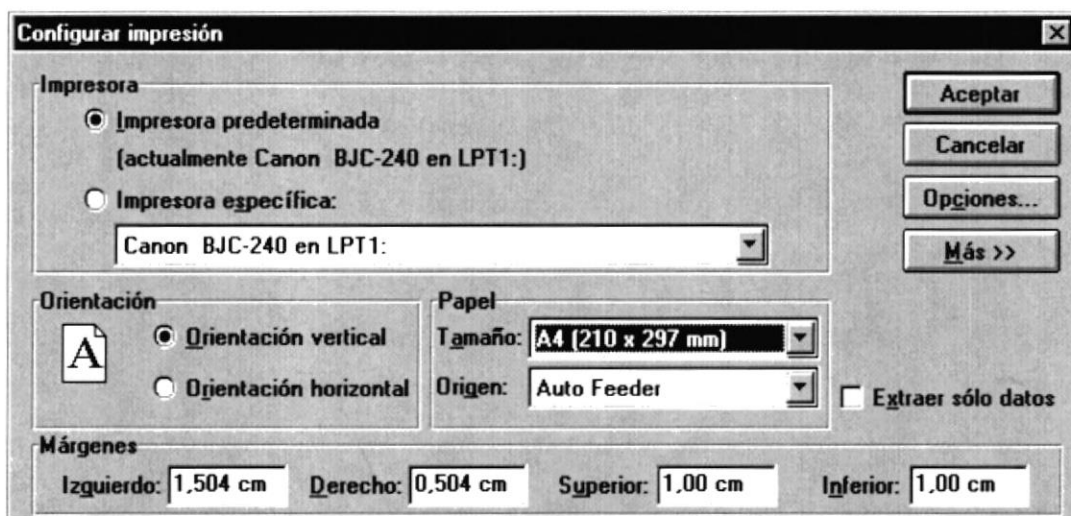 Configurar impresión
Impresora
Impresora predeterminada
(actualmente Canon BJC-240 en LPT1:)
Impresora específica:
Canon BJC-240 en LPT1:
Aceptar
Cancelar
Opciones...
Más >>
Orientación
A
Orientación vertical
Orientación horizontal
Papel
Tamaño: A4 (210 x 297 mm)
Origen: Auto Feeder
Extraer sólo datos
Márgenes
Izquierdo: 1,504 cm Derecho: 0,504 cm Superior: 1,00 cm Inferior: 1,00 cm